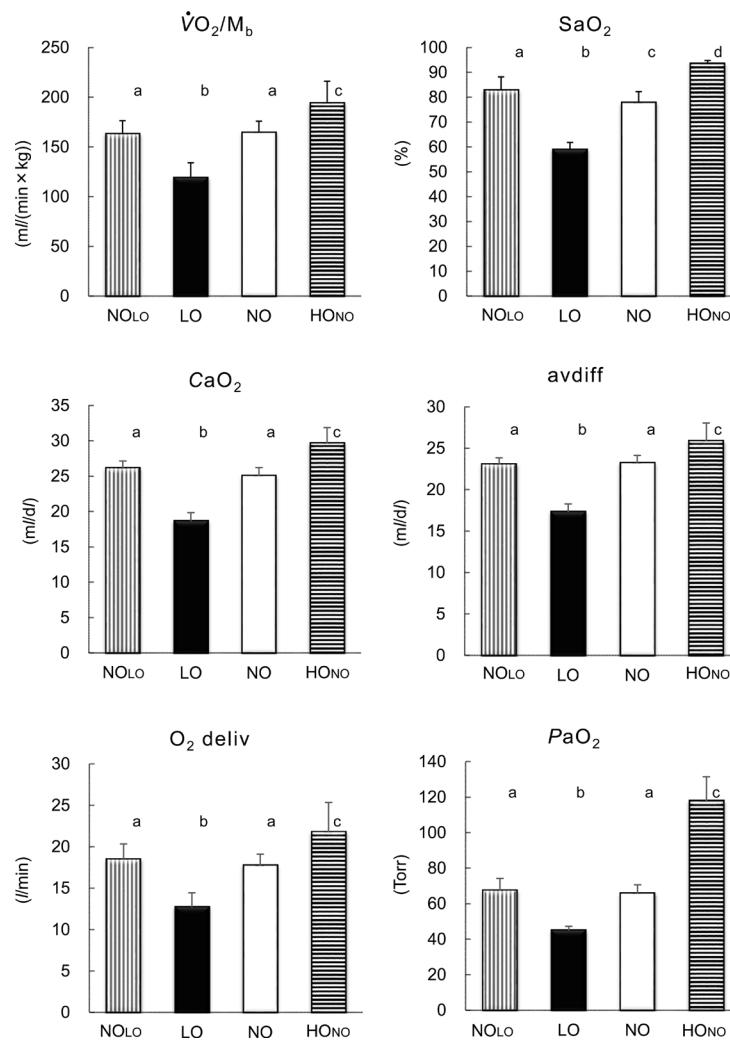 V̇O₂/Mᵦ
250
200
150
100
50
0
(ml/(min × kg))
a b a c
NOLO LO NO HONO
SaO₂
100
90
80
70
60
50
40
30
20
10
0
(%)
a b c d
NOLO LO NO HONO
CaO₂
35
30
25
20
15
10
5
0
(ml/dl)
a b a c
NOLO LO NO HONO
avdiff
30
25
20
15
10
5
0
(ml/dl)
a b a c
NOLO LO NO HONO
O₂ deliv
30
25
20
15
10
5
0
(l/min)
a b a c
NOLO LO NO HONO
PaO₂
140
120
100
80
60
40
20
0
(Torr)
a b a c
NOLO LO NO HONO